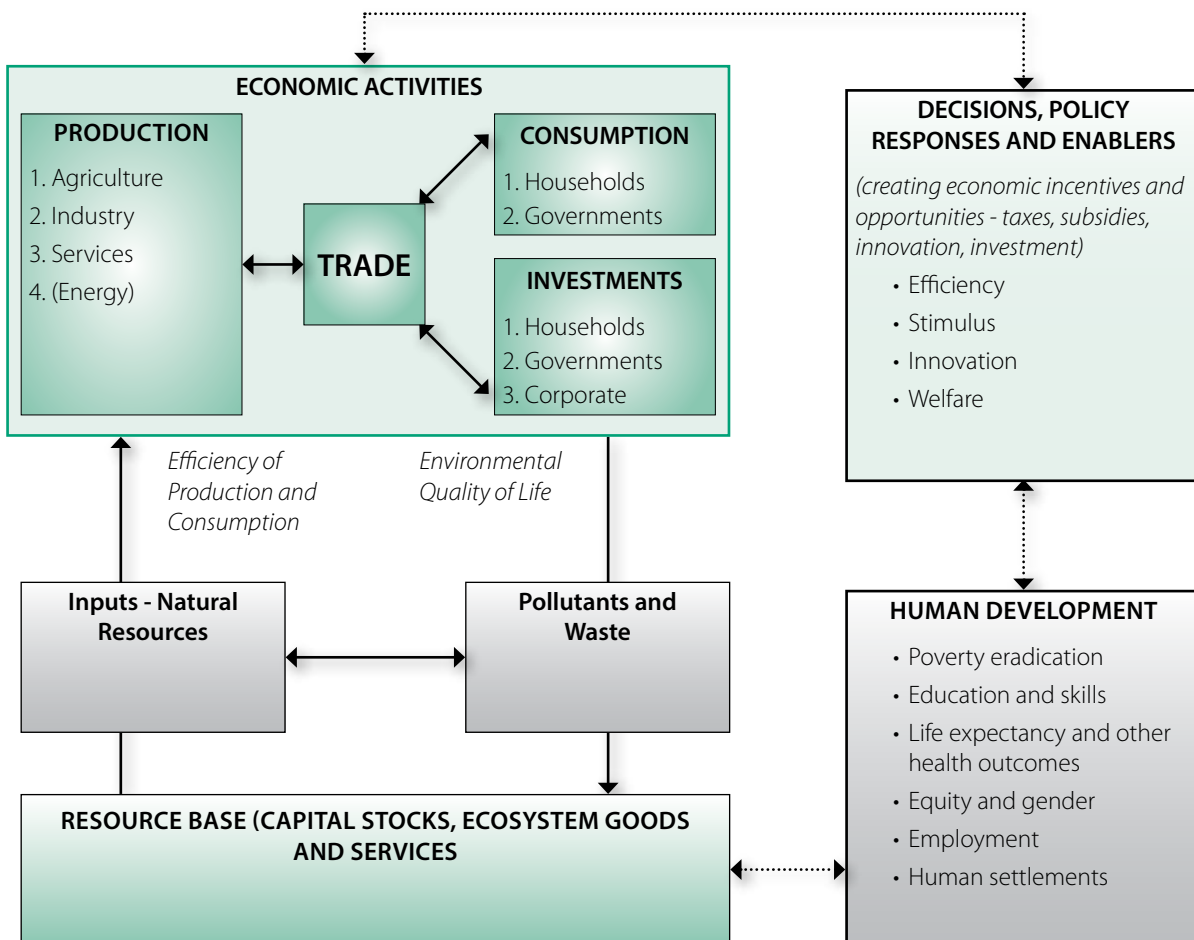 ECONOMIC ACTIVITIES
PRODUCTION
1. Agriculture
2. Industry
3. Services
4. (Energy)
TRADE
CONSUMPTION
1. Households
2. Governments
INVESTMENTS
1. Households
2. Governments
3. Corporate
Efficiency of
Production and
Consumption
Environmental
Quality of Life
Inputs - Natural
Resources
Pollutants and
Waste
RESOURCE BASE (CAPITAL STOCKS, ECOSYSTEM GOODS
AND SERVICES
DECISIONS, POLICY
RESPONSES AND ENABLERS
(creating economic incentives and
opportunities - taxes, subsidies,
innovation, investment)
• Efficiency
• Stimulus
• Innovation
• Welfare
HUMAN DEVELOPMENT
• Poverty eradication
• Education and skills
• Life expectancy and other
health outcomes
• Equity and gender
• Employment
• Human settlements